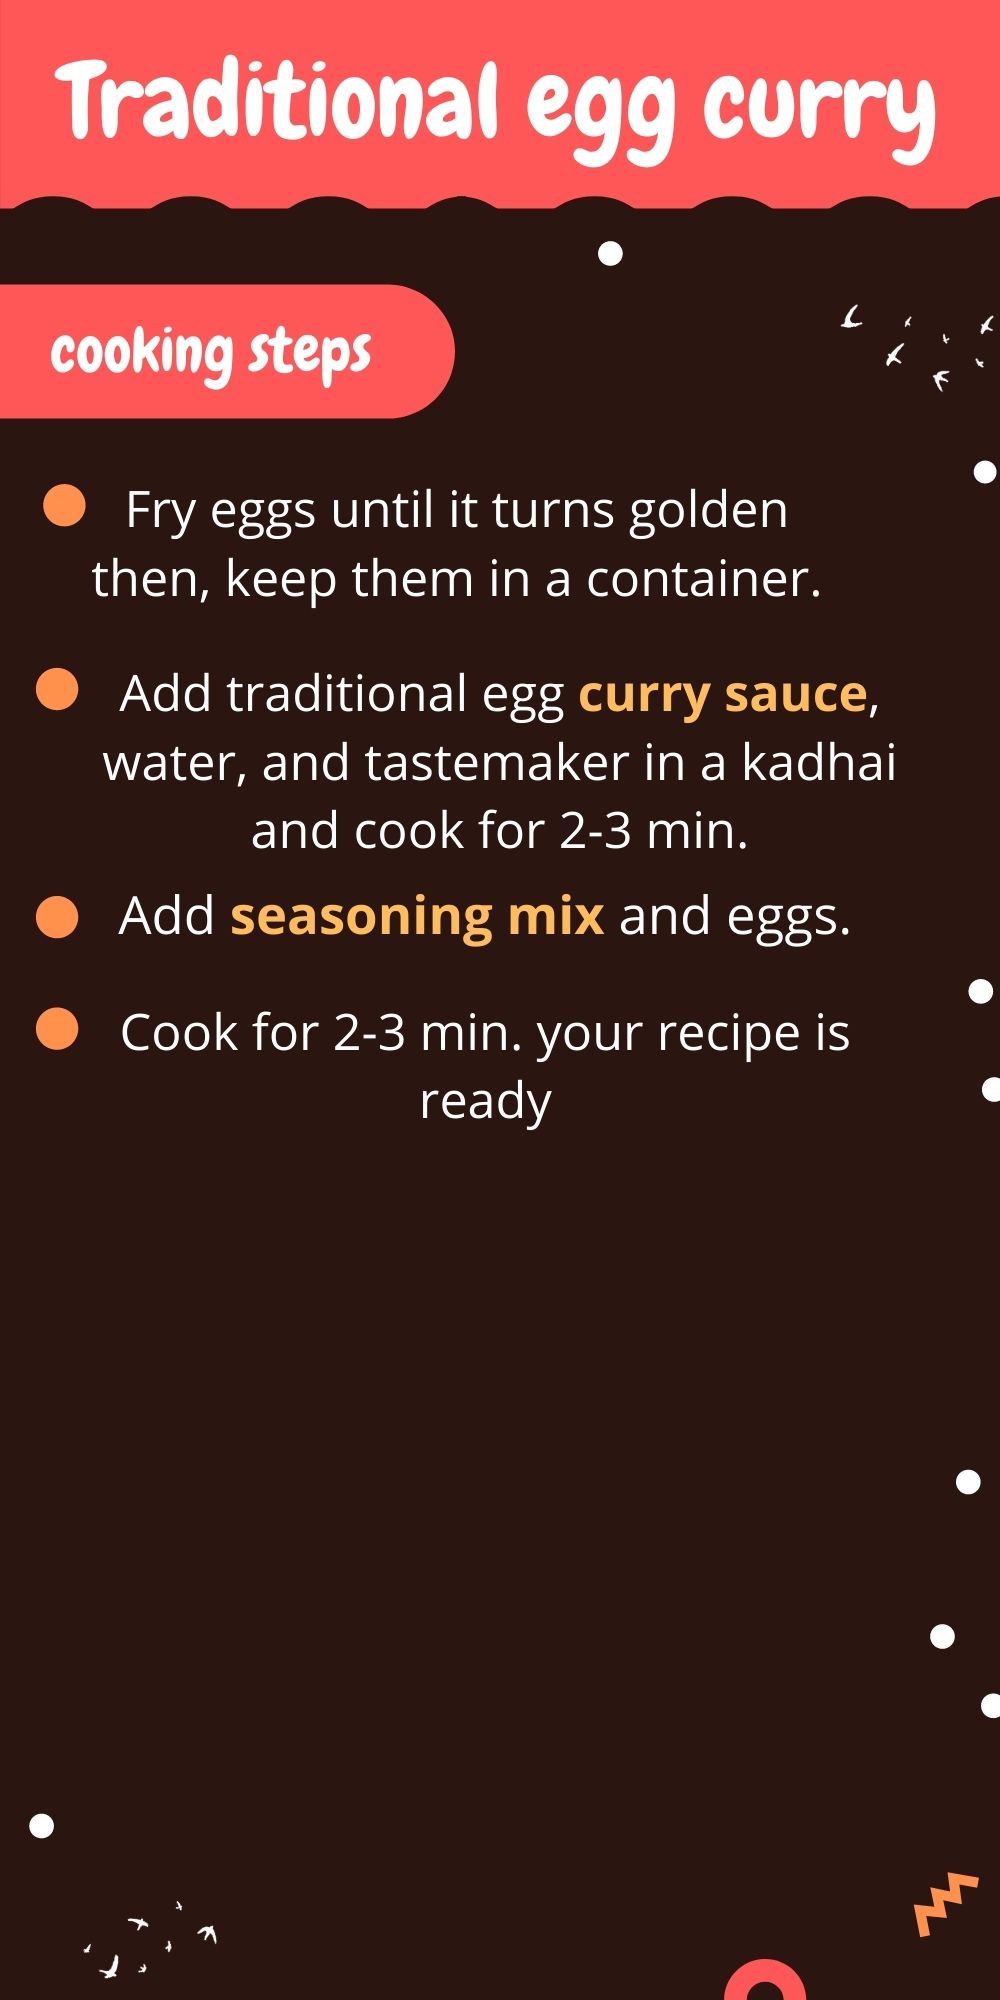 Traditional egg curry
cooking steps
Fry eggs until it turns golden
then, keep them in a container.
Add traditional egg curry sauce,
water, and tastemaker in a kadhai
and cook for 2-3 min.
Add seasoning mix and eggs.
Cook for 2-3 min. your recipe is
ready